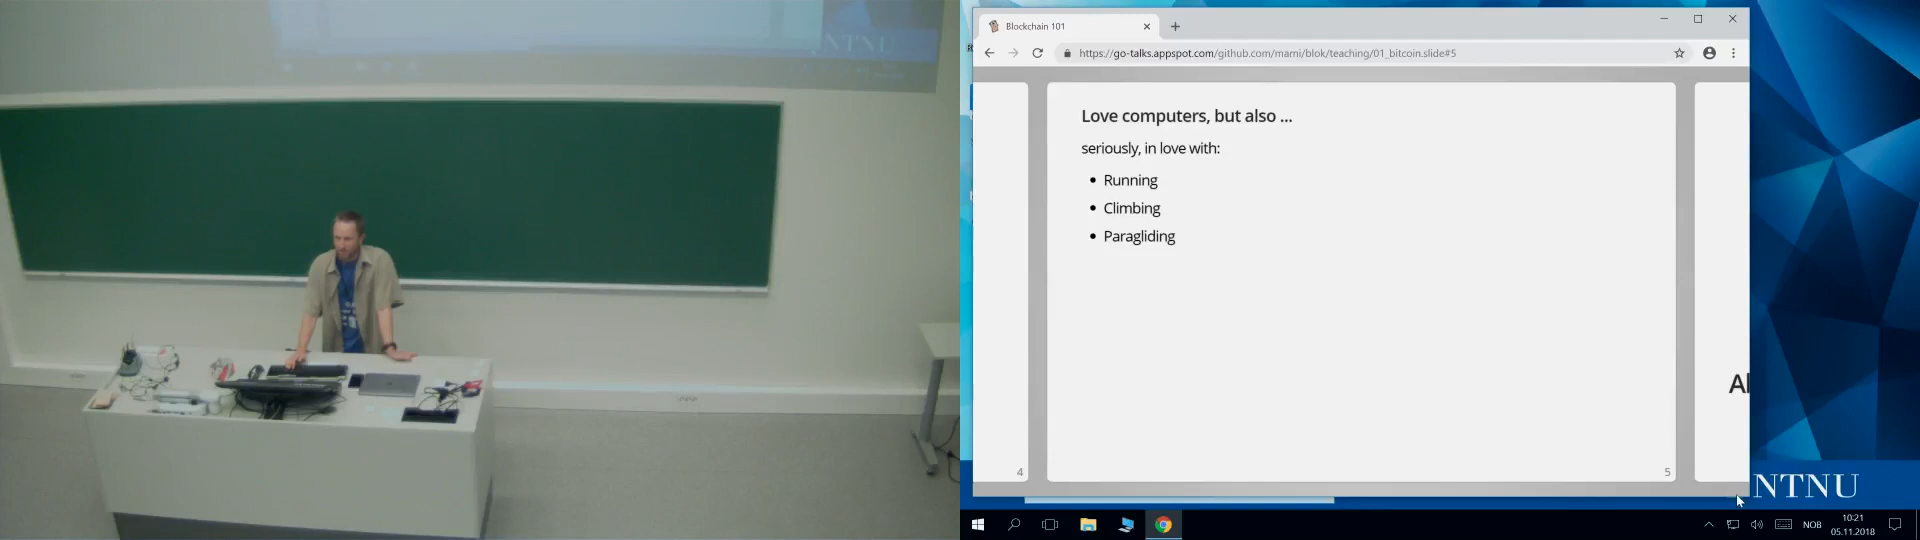 NTNU
Blockchain 101
https://go-talks.appspot.com/github.com/mami/blok/teaching/01_bitcoin.slide#5
Love computers, but also ...
seriously, in love with:
• Running
• Climbing
• Paragliding
Al
4
5
NTNU
NOB
10:21
05.11.2018